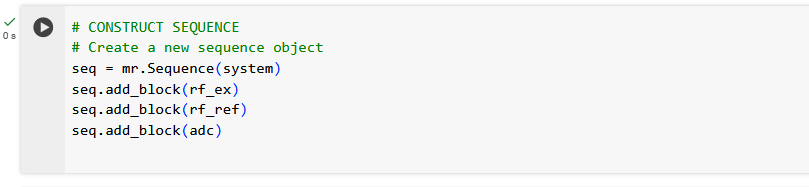 # CONSTRUCT SEQUENCE
# Create a new sequence object
seq = mr.Sequence(system)
seq.add_block(rf_ex)
seq.add_block(rf_ref)
seq.add_block(adc)
0 s